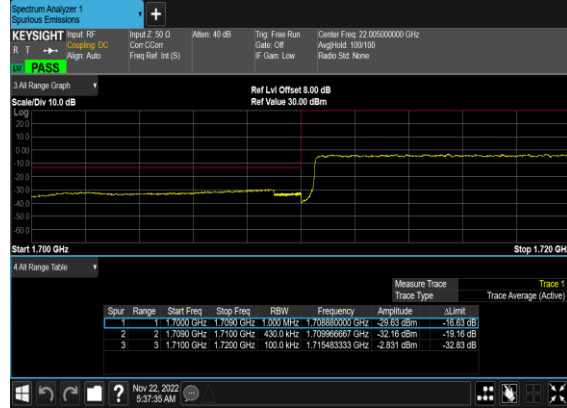 Spectrum Analyzer 1
Spurious Emissions
+
KEYSIGHT Input: RF Input Z: 50 Ω Atten: 40 dB Trig: Free Run Center Freq: 22.005000000 GHz
R T Coupling: DC Corr CCorr Gate: Off Avg|Hold: 100/100
Align: Auto Freq Ref: Int (S) IF Gain: Low Radio Std: None
LW PASS
3 All Range Graph
Ref Lvl Offset 8.00 dB
Scale/Div 10.0 dB Ref Value 30.00 dBm
Log
20.0
10.0
0.00
-10.0
-20.0
-30.0
-40.0
-50.0
-60.0
Start 1.700 GHz Stop 1.720 GH
4 All Range Table
Measure Trace Trace 1
Trace Type Trace Average (Active)
Spur Range Start Freq Stop Freq RBW Frequency Amplitude ΔLimit
1 1 1.7000 GHz 1.7090 GHz 1.000 MHz 1.708880000 GHz -29.63 dBm -16.63 dB
2 2 1.7090 GHz 1.7100 GHz 430.0 kHz 1.709966667 GHz -32.16 dBm -19.16 dB
3 3 1.7100 GHz 1.7200 GHz 100.0 kHz 1.715483333 GHz -2.831 dBm -32.83 dB
? Nov 22, 2022
5:37:35 AM